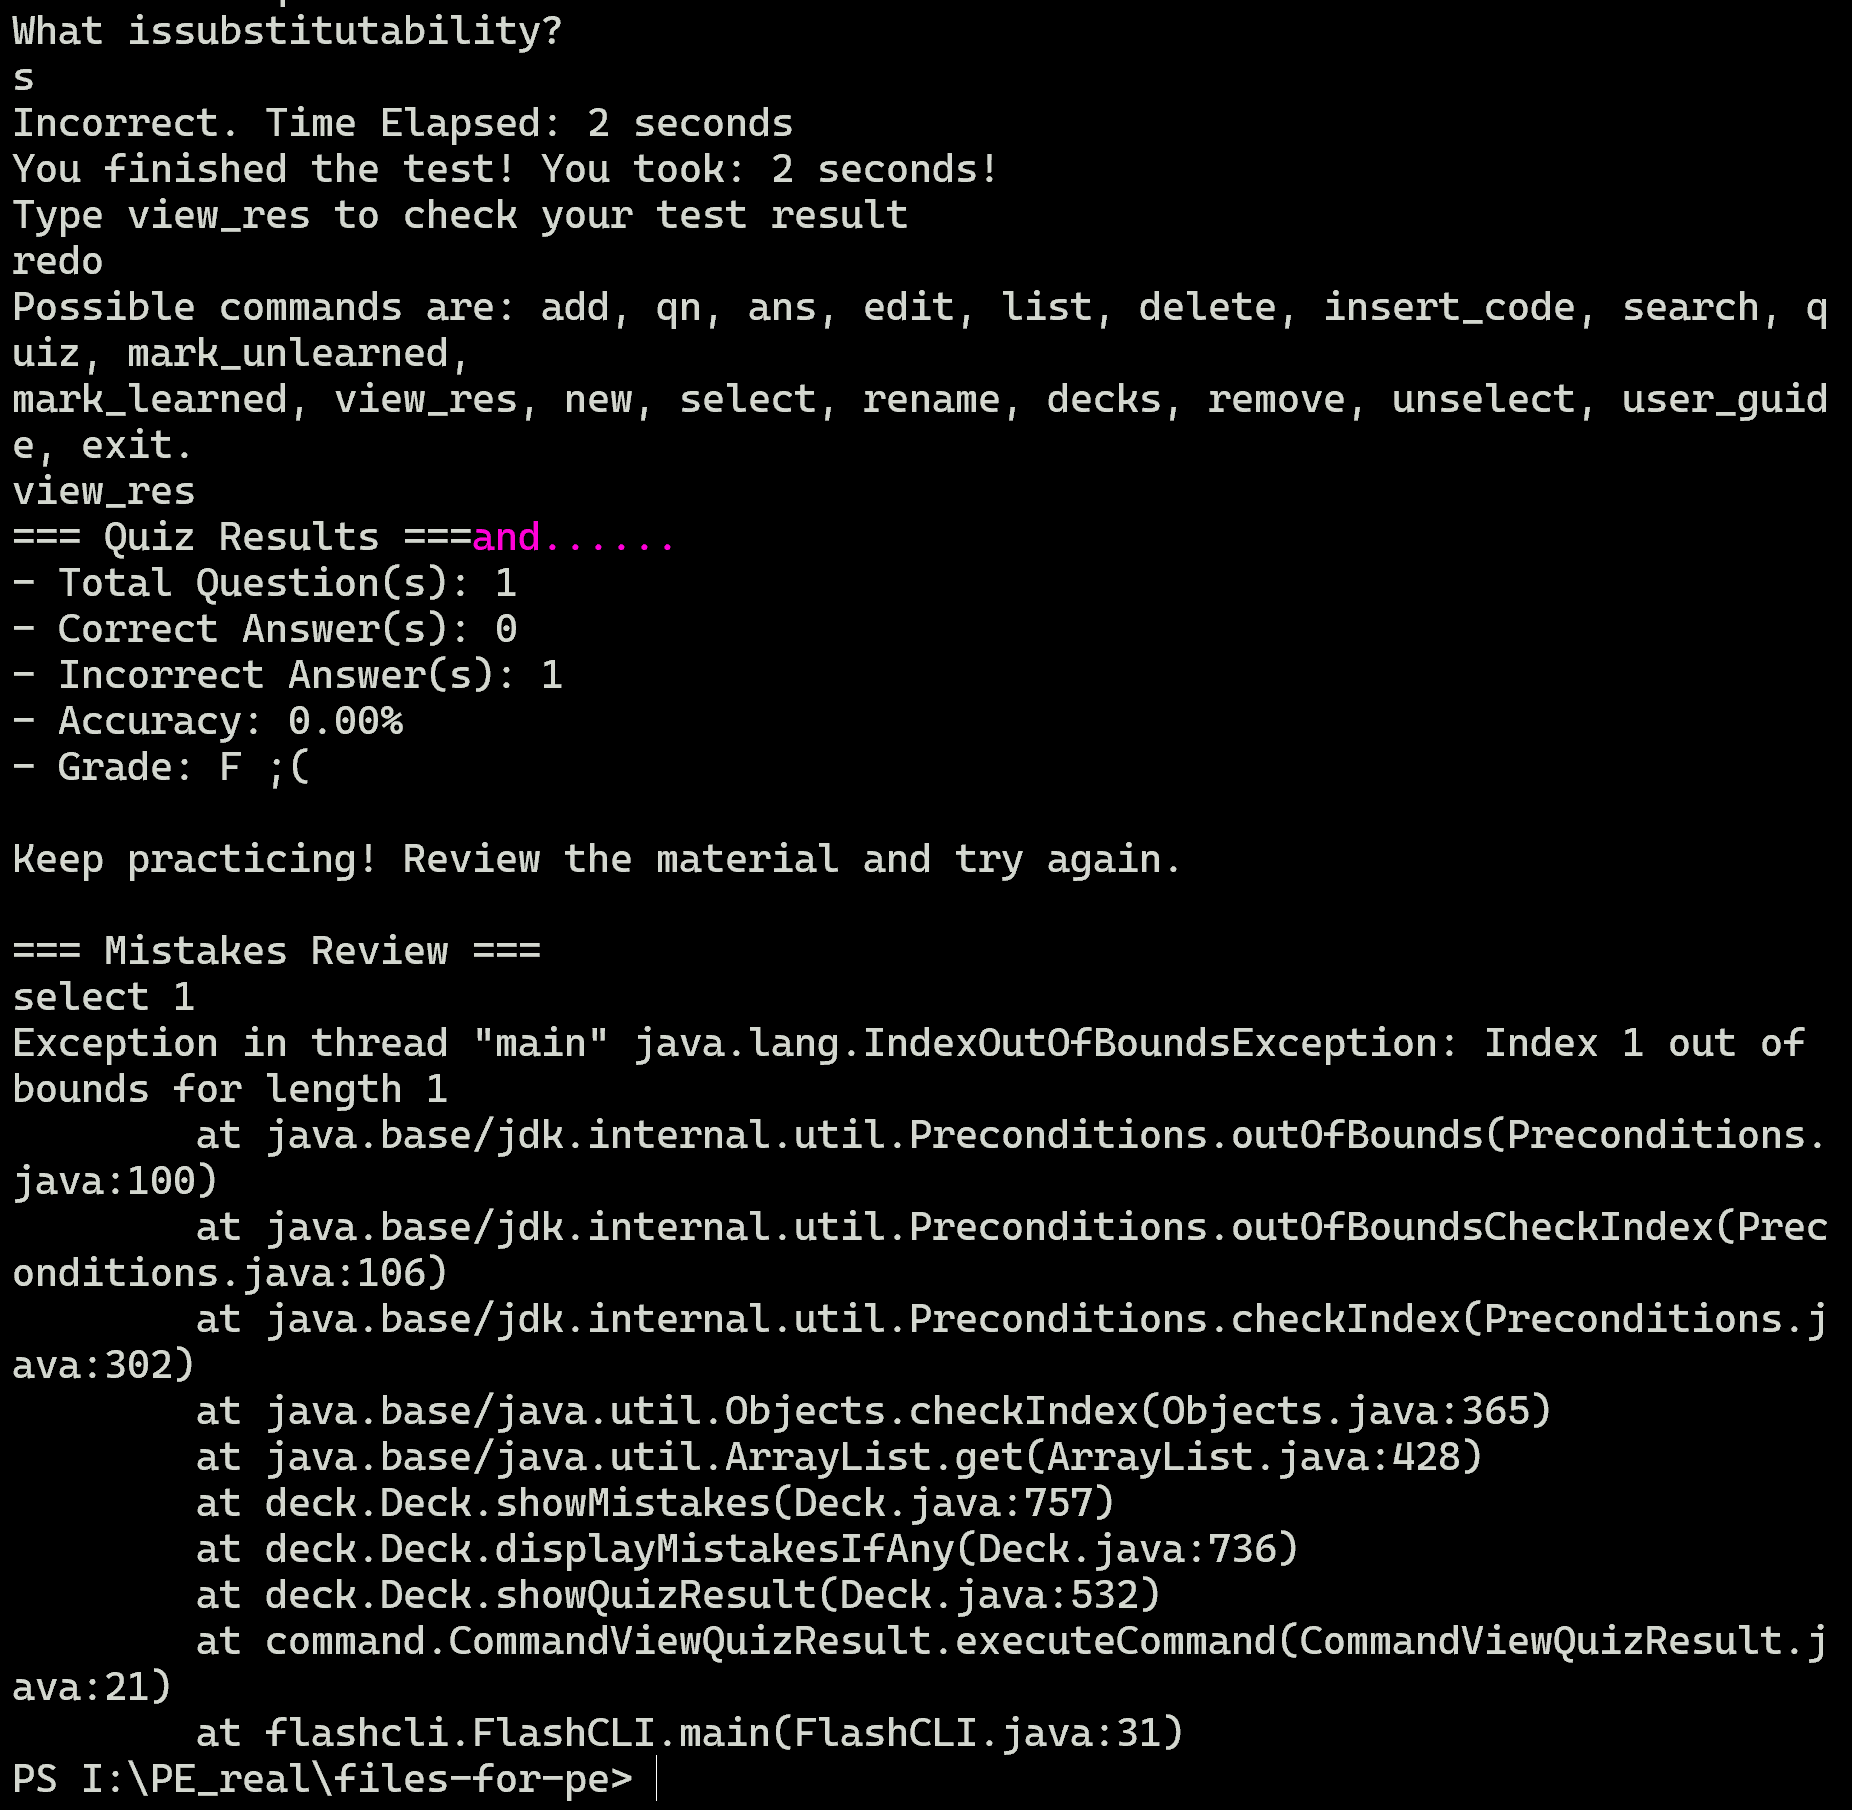 What issubstitutability?
s
Incorrect. Time Elapsed: 2 seconds
You finished the test! You took: 2 seconds!
Type view_res to check your test result
redo
Possible commands are: add, qn, ans, edit, list, delete, insert_code, search, q
uiz, mark_unlearned,
mark_learned, view_res, new, select, rename, decks, remove, unselect, user_guid
e, exit.
view_res
=== Quiz Results ===and......
- Total Question(s): 1
- Correct Answer(s): 0
- Incorrect Answer(s): 1
- Accuracy: 0.00%
- Grade: F ;(
Keep practicing! Review the material and try again.
=== Mistakes Review ===
select 1
Exception in thread "main" java.lang.IndexOutOfBoundsException: Index 1 out of
bounds for length 1
at java.base/jdk.internal.util.Preconditions.outOfBounds(Preconditions.
java:100)
at java.base/jdk.internal.util.Preconditions.outOfBoundsCheckIndex(Prec
onditions.java:106)
at java.base/jdk.internal.util.Preconditions.checkIndex(Preconditions.j
ava:302)
at java.base/java.util.Objects.checkIndex(Objects.java:365)
at java.base/java.util.ArrayList.get(ArrayList.java:428)
at deck.Deck.showMistakes(Deck.java:757)
at deck.Deck.displayMistakesIfAny(Deck.java:736)
at deck.Deck.showQuizResult(Deck.java:532)
at command.CommandViewQuizResult.executeCommand(CommandViewQuizResult.j
ava:21)
at flashcli.FlashCLI.main(FlashCLI.java:31)
PS I:\PE_real\files-for-pe>